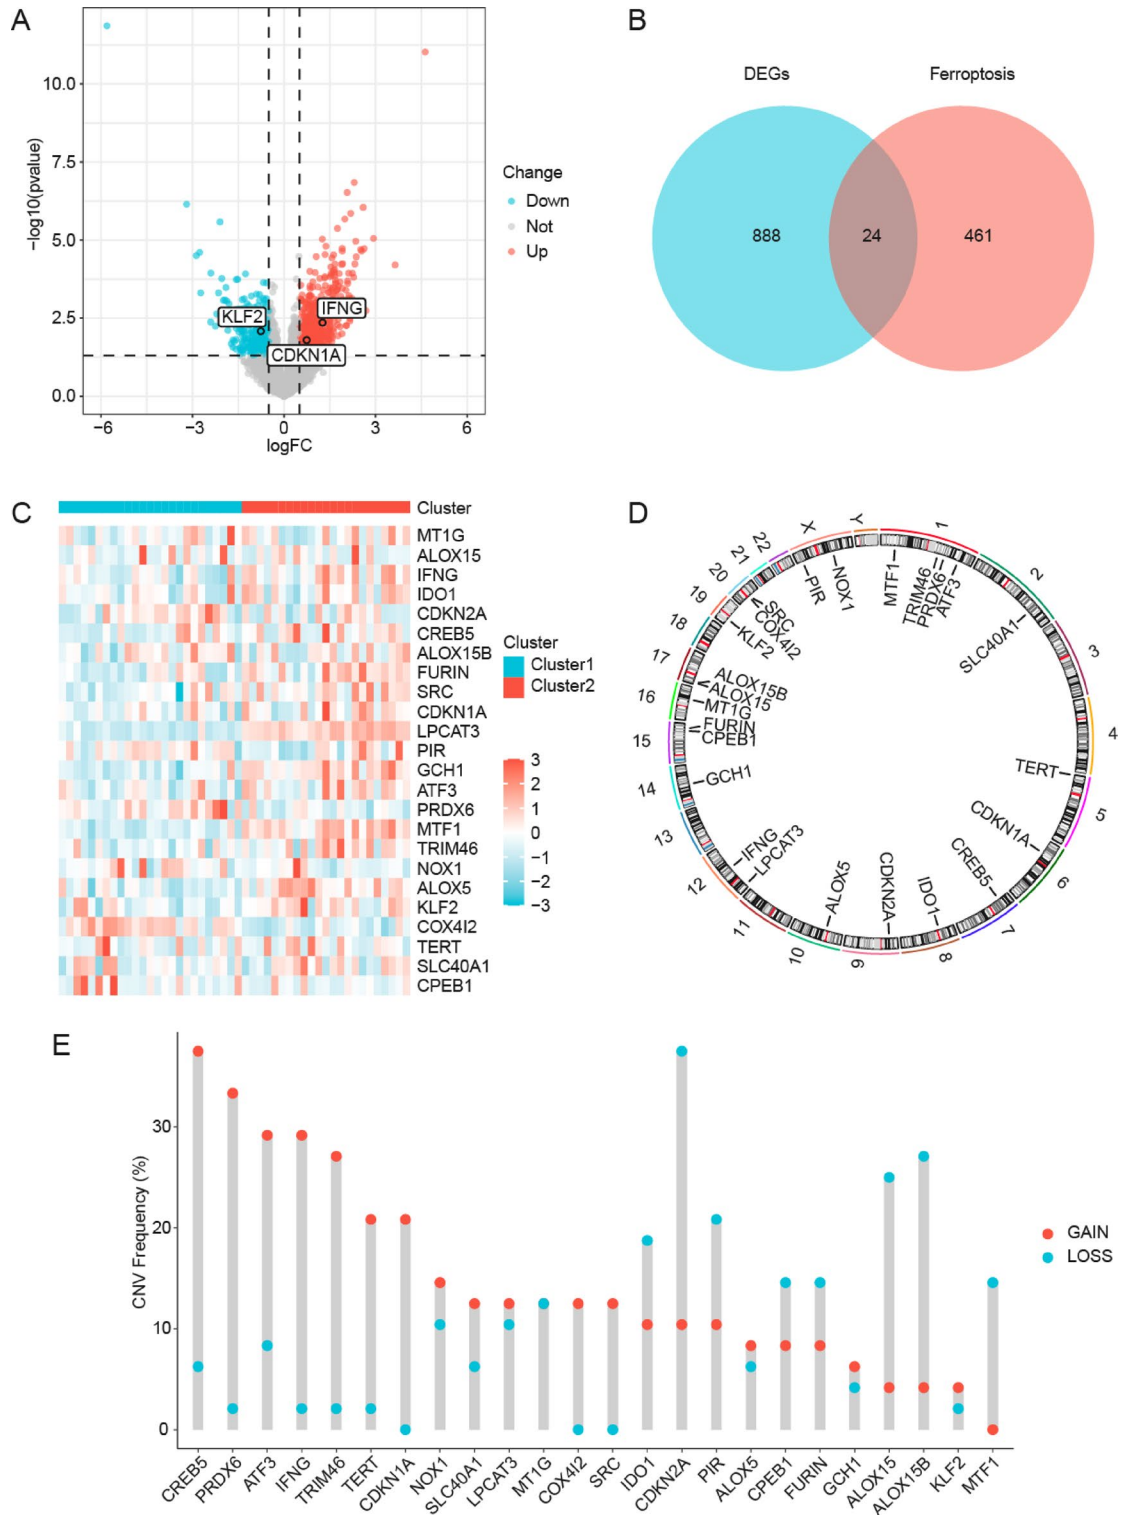 A
−log10(pvalue)
10.0
7.5
5.0
2.5
0.0
KLF2
IFNG
CDKN1A
−6
−3
0
3
6
logFC
Change
Down
Not
Up
B
DEGs
Ferroptosis
888
24
461
C
Cluster
MT1G
ALOX15
IFNG
IDO1
CDKN2A
CREB5
ALOX15B
FURIN
SRC
CDKN1A
LPCAT3
PIR
GCH1
ATF3
PRDX6
MTF1
TRIM46
NOX1
ALOX5
KLF2
COX4I2
TERT
SLC40A1
CPEB1
Cluster
Cluster1
Cluster2
3
2
1
0
−1
−2
−3
D
1
2
3
4
5
6
7
8
9
10
11
12
13
14
15
16
17
18
19
20
21
22
X
Y
MTF1
TRIM46
PRDX6
ATF3
SLC40A1
TERT
CDKN1A
CREB5
IDO1
CDKN2A
ALOX5
LPCAT3
IFNG
GCH1
CPEB1
FURIN
MT1G
ALOX15
ALOX15B
KLF2
COX4I2
SRC
PIR
NOX1
E
CNV Frequency (%)
30
20
10
0
CREB5
PRDX6
ATF3
IFNG
TRIM46
TERT
CDKN1A
NOX1
SLC40A1
LPCAT3
MT1G
COX4I2
SRC
IDO1
CDKN2A
PIR
ALOX5
CPEB1
FURIN
GCH1
ALOX15
ALOX15B
KLF2
MTF1
GAIN
LOSS